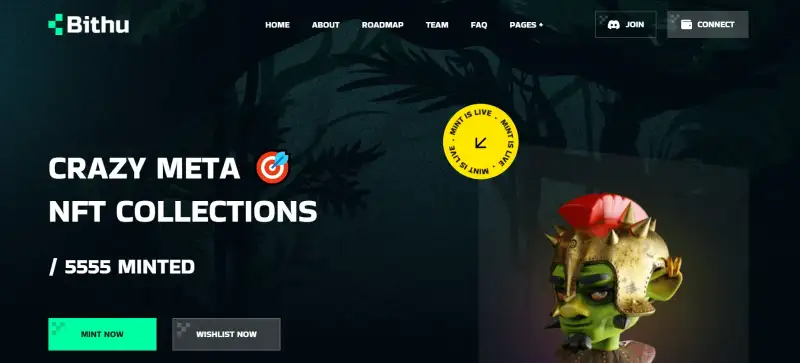 Bithu
HOME ABOUT ROADMAP TEAM FAQ PAGES +
JOIN
CONNECT
MINT IS LIVE - MINT IS LIVE - MINT IS LIVE -
CRAZY META
NFT COLLECTIONS
/ 5555 MINTED
MINT NOW
WISHLIST NOW